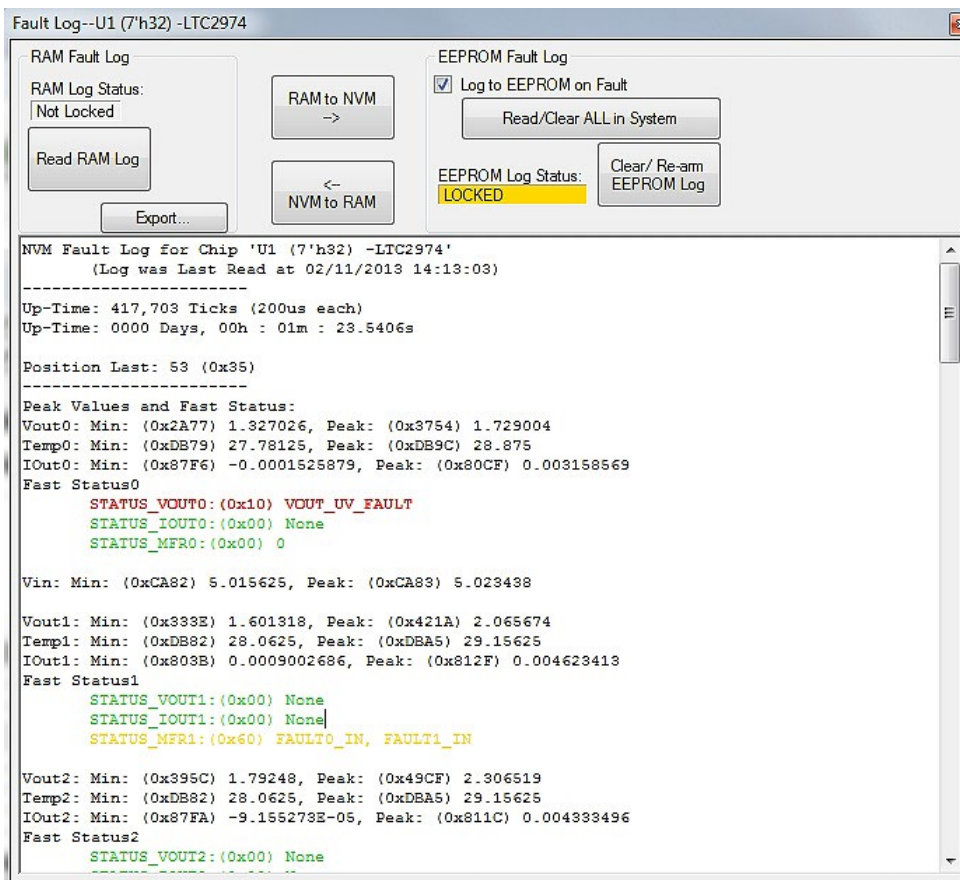 Fault Log--U1 (7'h32) -LTC2974
RAM Fault Log
RAM Log Status:
Not Locked
Read RAM Log
Export...
RAM to NVM
-->
<--
NVM to RAM
EEPROM Fault Log
Log to EEPROM on Fault
Read/Clear ALL in System
EEPROM Log Status:
LOCKED
Clear/ Re-arm
EEPROM Log
NVM Fault Log for Chip 'U1 (7'h32) -LTC2974'
(Log was Last Read at 02/11/2013 14:13:03)
-----------------------
Up-Time: 417,703 Ticks (200us each)
Up-Time: 0000 Days, 00h : 01m : 23.5406s
Position Last: 53 (0x35)
-----------------------
Peak Values and Fast Status:
Vout0: Min: (0x2A77) 1.327026, Peak: (0x3754) 1.729004
Temp0: Min: (0xDB79) 27.78125, Peak: (0xDB9C) 28.875
IOut0: Min: (0x87F6) -0.0001525879, Peak: (0x80CF) 0.003158569
Fast Status0
STATUS_VOUT0:(0x10) VOUT_UV_FAULT
STATUS_IOUT0:(0x00) None
STATUS_MFR0:(0x00) 0
Vin: Min: (0xCA82) 5.015625, Peak: (0xCA83) 5.023438
Vout1: Min: (0x333E) 1.601318, Peak: (0x421A) 2.065674
Temp1: Min: (0xDB82) 28.0625, Peak: (0xDBA5) 29.15625
IOut1: Min: (0x803B) 0.0009002686, Peak: (0x812F) 0.004623413
Fast Status1
STATUS_VOUT1:(0x00) None
STATUS_IOUT1:(0x00) None
STATUS_MFR1:(0x60) FAULT0_IN, FAULT1_IN
Vout2: Min: (0x395C) 1.79248, Peak: (0x49CF) 2.306519
Temp2: Min: (0xDB82) 28.0625, Peak: (0xDBA5) 29.15625
IOut2: Min: (0x87FA) -9.155273E-05, Peak: (0x811C) 0.004333496
Fast Status2
STATUS_VOUT2:(0x00) None